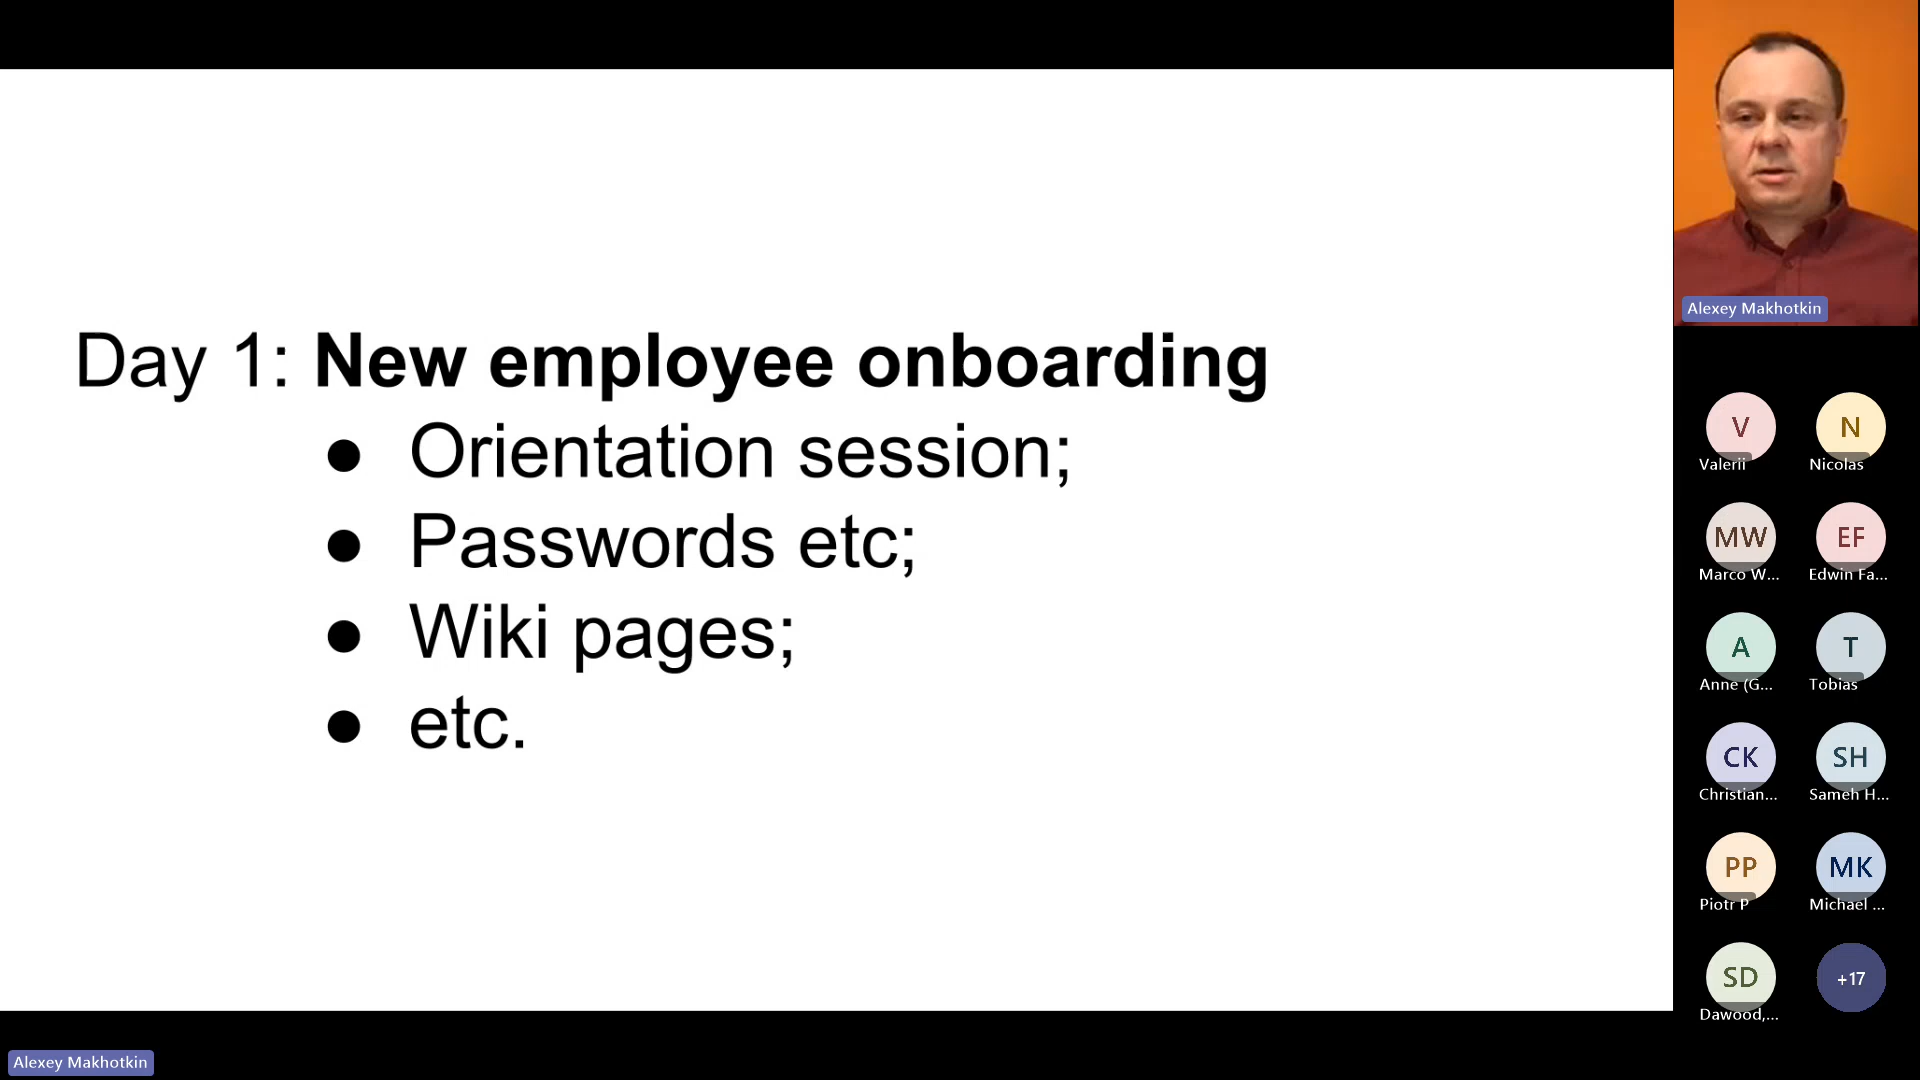 Day 1: New employee onboarding
● Orientation session;
● Passwords etc;
● Wiki pages;
● etc.
Alexey Makhotkin
Alexey Makhotkin
V
N
Valerii
Nicolas
MW
EF
Marco W...
Edwin Fa...
A
T
Anne (G...
Tobias
CK
SH
Christian...
Sameh H...
PP
MK
Piotr P
Michael ...
SD
+17
Dawood,...